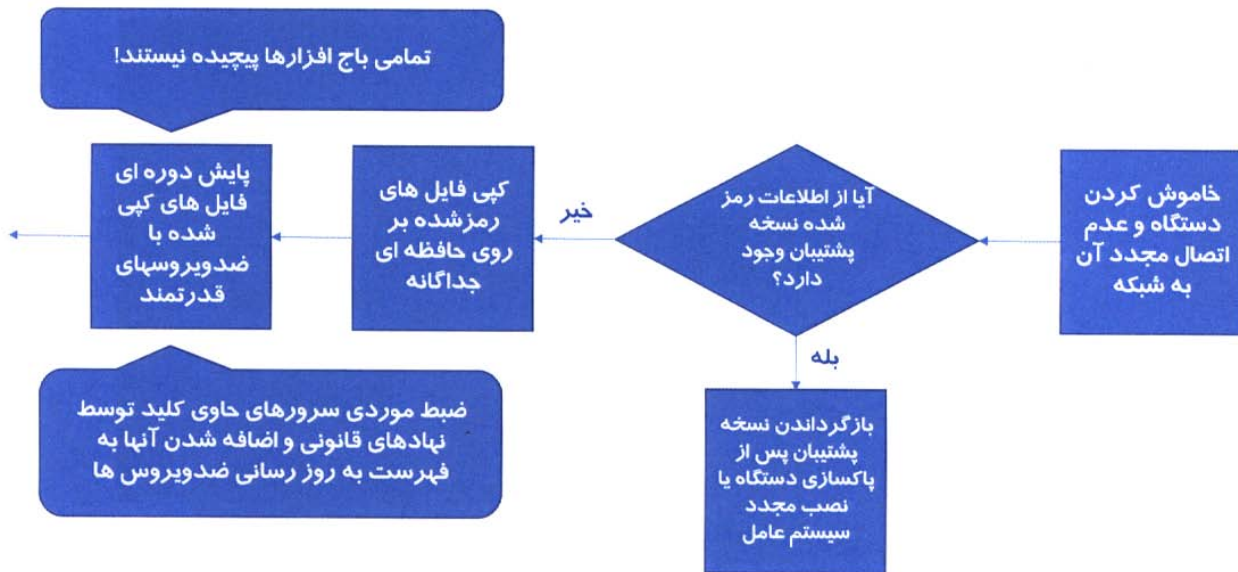 تمامی باج افزارها پیچیده نیستند!
خاموش کردن
دستگاه و عدم
اتصال مجدد آن
به شبکه
آیا از اطلاعات رمز
شده نسخه
پشتیبان وجود
دارد؟
خیر
کپی فایل های
رمزشده بر
روی حافظه ای
جداگانه
پایش دوره ای
فایل های کپی
شده با
ضدویروسهای
قدرتمند
بله
بازگرداندن نسخه
پشتیبان پس از
پاکسازی دستگاه یا
نصب مجدد
سیستم عامل
ضبط موردی سرورهای حاوی کلید توسط
نهادهای قانونی و اضافه شدن آنها به
فهرست به روز رسانی ضدویروس ها